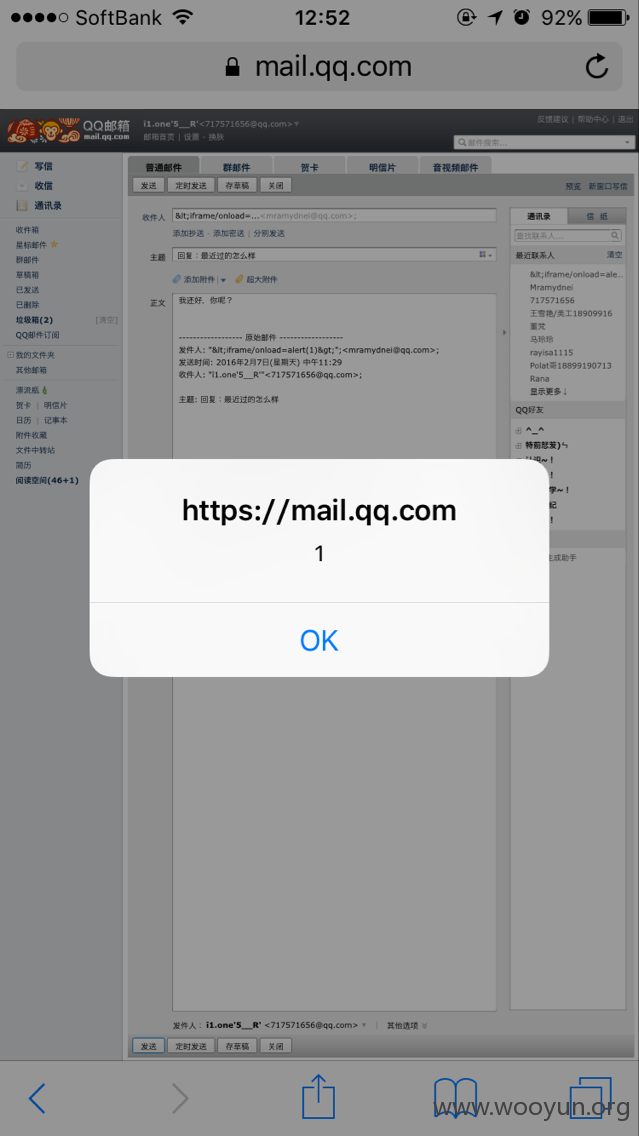 SoftBank 12:52 92%
mail.qq.com
QQ邮箱 mail.qq.com
i1.one'5__R'<717571656@qq.com>
邮箱首页 | 设置 - 换肤
反馈建议 | 帮助中心 | 退出
邮件搜索...
写信
收信
通讯录
收件箱
星标邮件
群邮件
草稿箱
已发送
已删除
垃圾箱(2) [清空]
QQ邮件订阅
我的文件夹
其他邮箱
漂流瓶
贺卡 | 明信片
日历 | 记事本
附件收藏
文件中转站
简历
阅读空间(46+1)
普通邮件 群邮件 贺卡 明信片 音视频邮件
发送 定时发送 存草稿 关闭 预览 新窗口写信
收件人 &lt;iframe/onload=...<mramydnei@qq.com>;
添加抄送 - 添加密送 | 分别发送
主题 回复：最近过的怎么样
添加附件 | 超大附件
正文 我还好，你呢？
------------------ 原始邮件 ------------------
发件人: "&lt;iframe/onload=alert(1)&gt;";<mramydnei@qq.com>;
发送时间: 2016年2月7日(星期天) 中午11:29
收件人: "i1.one'5__R'"<717571656@qq.com>;
主题: 回复：最近过的怎么样
通讯录 信 纸
查找联系人...
最近联系人 清空
&lt;iframe/onload=ale...
Mramydnei
717571656
王雪艳/美工18909916
董梵
马玲玲
rayisa1115
Polat哥18899190713
Rana
显示更多↓
QQ好友
^_^
https://mail.qq.com
1
OK
生成助手
发件人：i1.one'5__R' <717571656@qq.com> | 其他选项
发送 定时发送 存草稿 关闭
www.wooyun.org